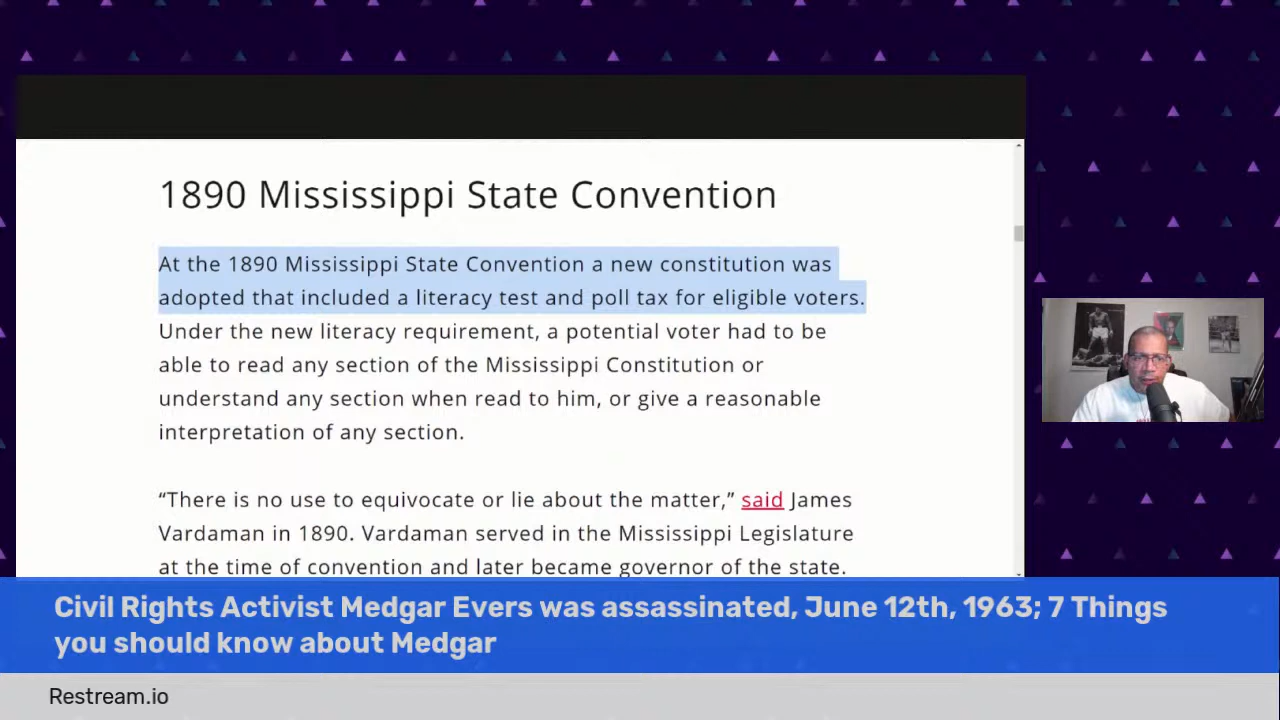 1890 Mississippi State Convention
At the 1890 Mississippi State Convention a new constitution was
adopted that included a literacy test and poll tax for eligible voters.
Under the new literacy requirement, a potential voter had to be
able to read any section of the Mississippi Constitution or
understand any section when read to him, or give a reasonable
interpretation of any section.
“There is no use to equivocate or lie about the matter,” said James
Vardaman in 1890. Vardaman served in the Mississippi Legislature
at the time of convention and later became governor of the state.
Civil Rights Activist Medgar Evers was assassinated, June 12th, 1963; 7 Things
you should know about Medgar
Restream.io